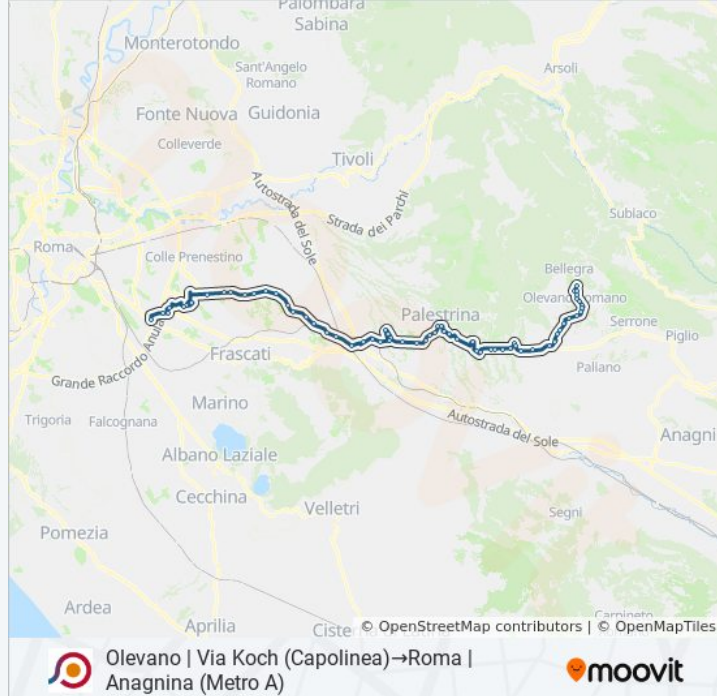 Palombara
Sabina
Monterotondo
Sant'Angelo
Romano
Arsoli
Fonte Nuova
Guidonia
Colleverde
Tivoli
Autostrada del Sole
Strada dei Parchi
Subiaco
Roma
Colle Prenestino
Bellegra
Olevano Romano
Palestrina
Serrone
Piglio
Frascati
Paliano
Grande Raccordo Anula
Marino
Trigoria
Falcognana
Autostrada del Sole
Anagni
Albano Laziale
Cecchina
Velletri
Segni
Pomezia
Ardea
Carpineto
Aprilia
© OpenStreetMap contributors | © OpenMapTiles
Olevano | Via Koch (Capolinea)→Roma |
Anagnina (Metro A)
moovit